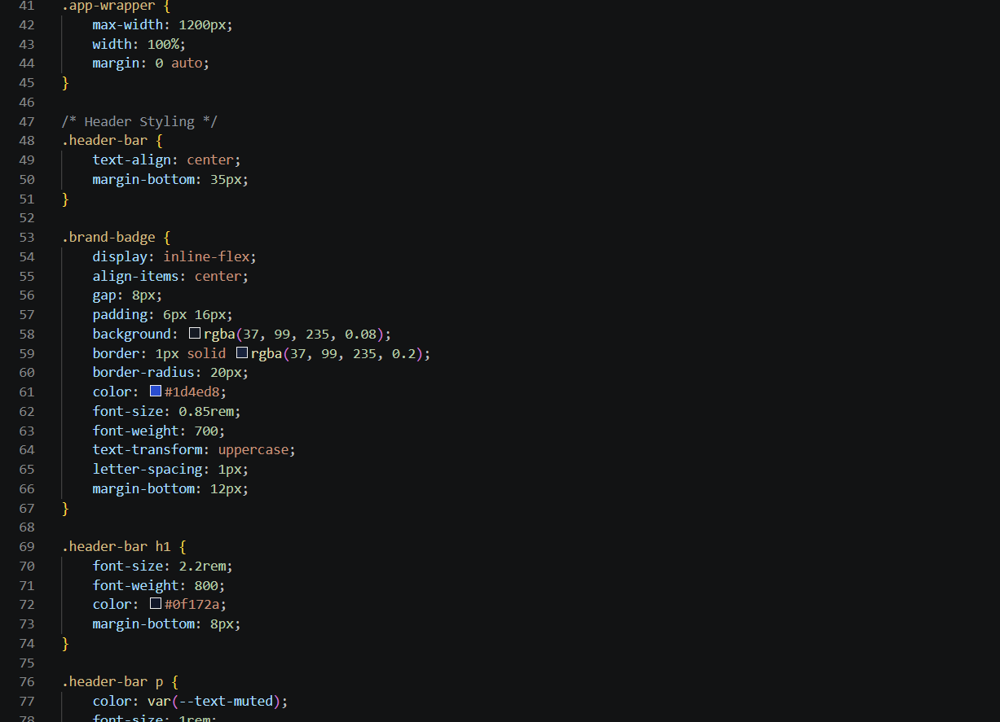 41 .app-wrapper {
42     max-width: 1200px;
43     width: 100%;
44     margin: 0 auto;
45 }
46
47 /* Header Styling */
48 .header-bar {
49     text-align: center;
50     margin-bottom: 35px;
51 }
52
53 .brand-badge {
54     display: inline-flex;
55     align-items: center;
56     gap: 8px;
57     padding: 6px 16px;
58     background: rgba(37, 99, 235, 0.08);
59     border: 1px solid rgba(37, 99, 235, 0.2);
60     border-radius: 20px;
61     color: #1d4ed8;
62     font-size: 0.85rem;
63     font-weight: 700;
64     text-transform: uppercase;
65     letter-spacing: 1px;
66     margin-bottom: 12px;
67 }
68
69 .header-bar h1 {
70     font-size: 2.2rem;
71     font-weight: 800;
72     color: #0f172a;
73     margin-bottom: 8px;
74 }
75
76 .header-bar p {
77     color: var(--text-muted);
78     font-size: 1rem;